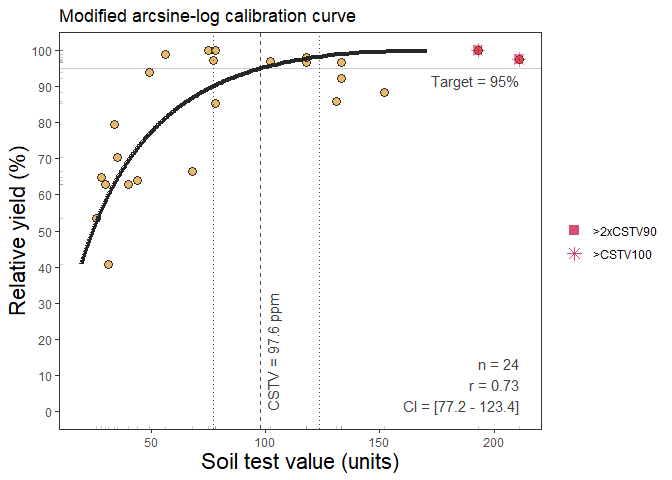 Modified arcsine-log calibration curve
Relative yield (%)
100
90
80
70
60
50
40
30
20
10
0
Target = 95%
CSTV = 97.6 ppm
n = 24
r = 0.73
CI = [77.2 - 123.4]
50
100
150
200
Soil test value (units)
>2xCSTV90
>CSTV100